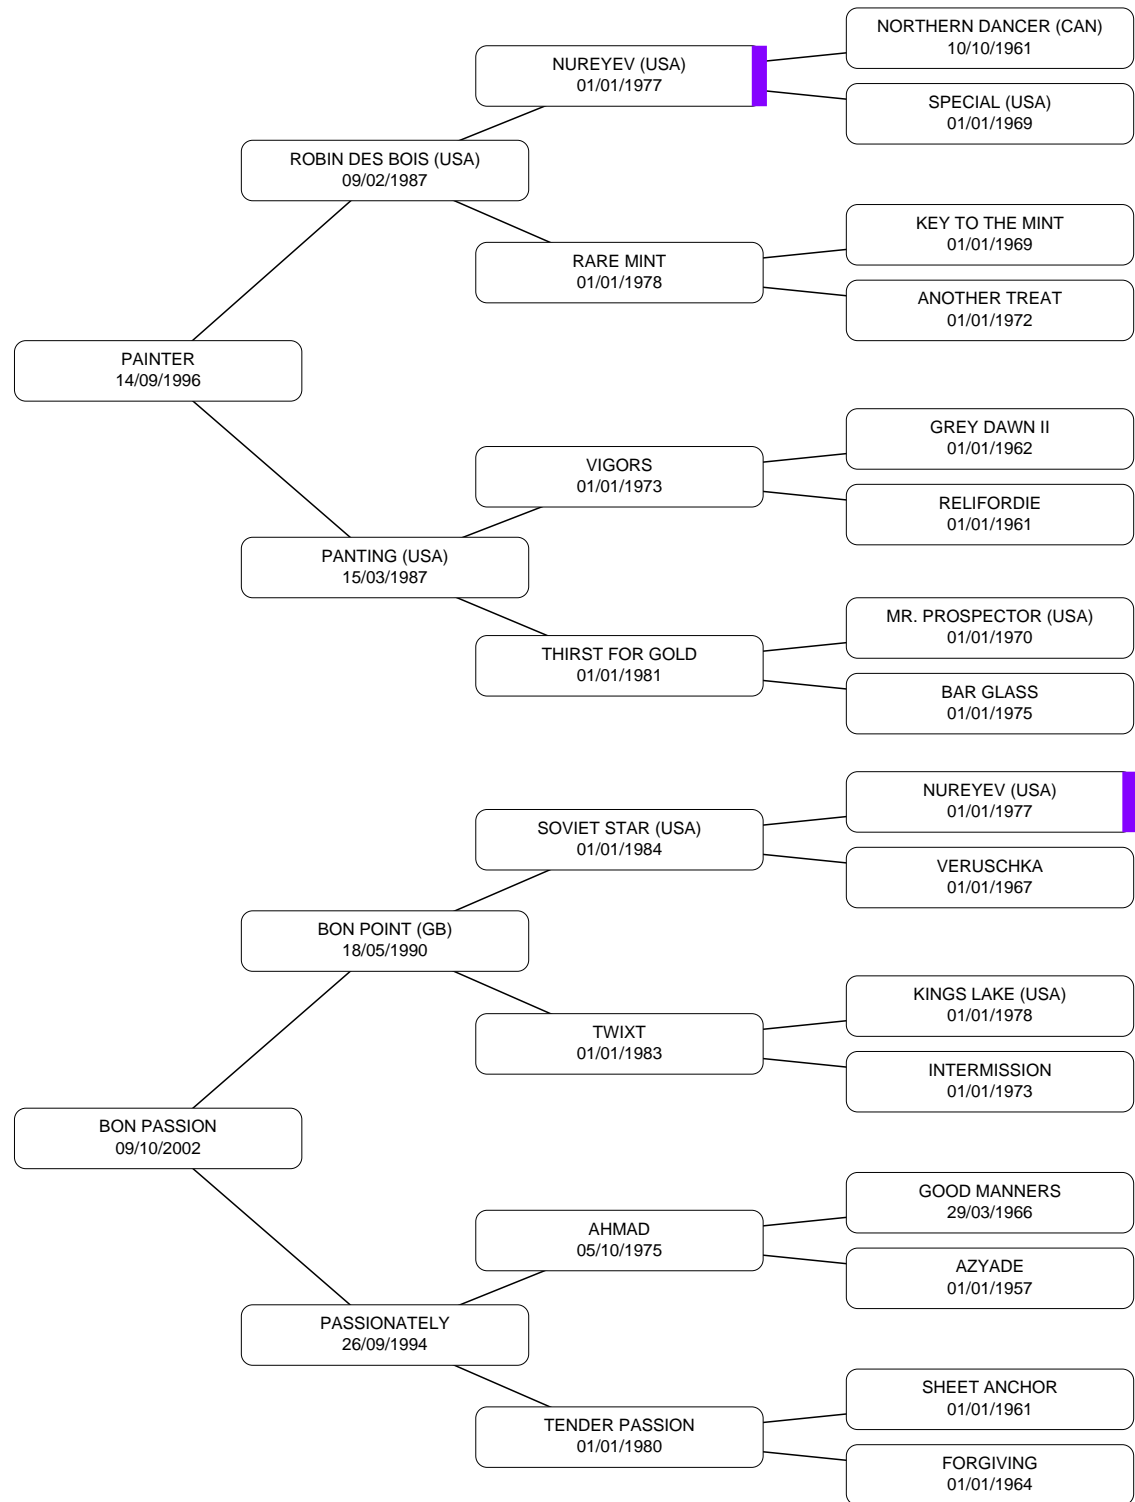 NORTHERN DANCER (CAN)
10/10/1961
NUREYEV (USA)
01/01/1977
SPECIAL (USA)
01/01/1969
ROBIN DES BOIS (USA)
09/02/1987
KEY TO THE MINT
01/01/1969
RARE MINT
01/01/1978
ANOTHER TREAT
01/01/1972
PAINTER
14/09/1996
GREY DAWN II
01/01/1962
VIGORS
01/01/1973
RELIFORDIE
01/01/1961
PANTING (USA)
15/03/1987
MR. PROSPECTOR (USA)
01/01/1970
THIRST FOR GOLD
01/01/1981
BAR GLASS
01/01/1975
NUREYEV (USA)
01/01/1977
SOVIET STAR (USA)
01/01/1984
VERUSCHKA
01/01/1967
BON POINT (GB)
18/05/1990
KINGS LAKE (USA)
01/01/1978
TWIXT
01/01/1983
INTERMISSION
01/01/1973
BON PASSION
09/10/2002
GOOD MANNERS
29/03/1966
AHMAD
05/10/1975
AZYADE
01/01/1957
PASSIONATELY
26/09/1994
SHEET ANCHOR
01/01/1961
TENDER PASSION
01/01/1980
FORGIVING
01/01/1964